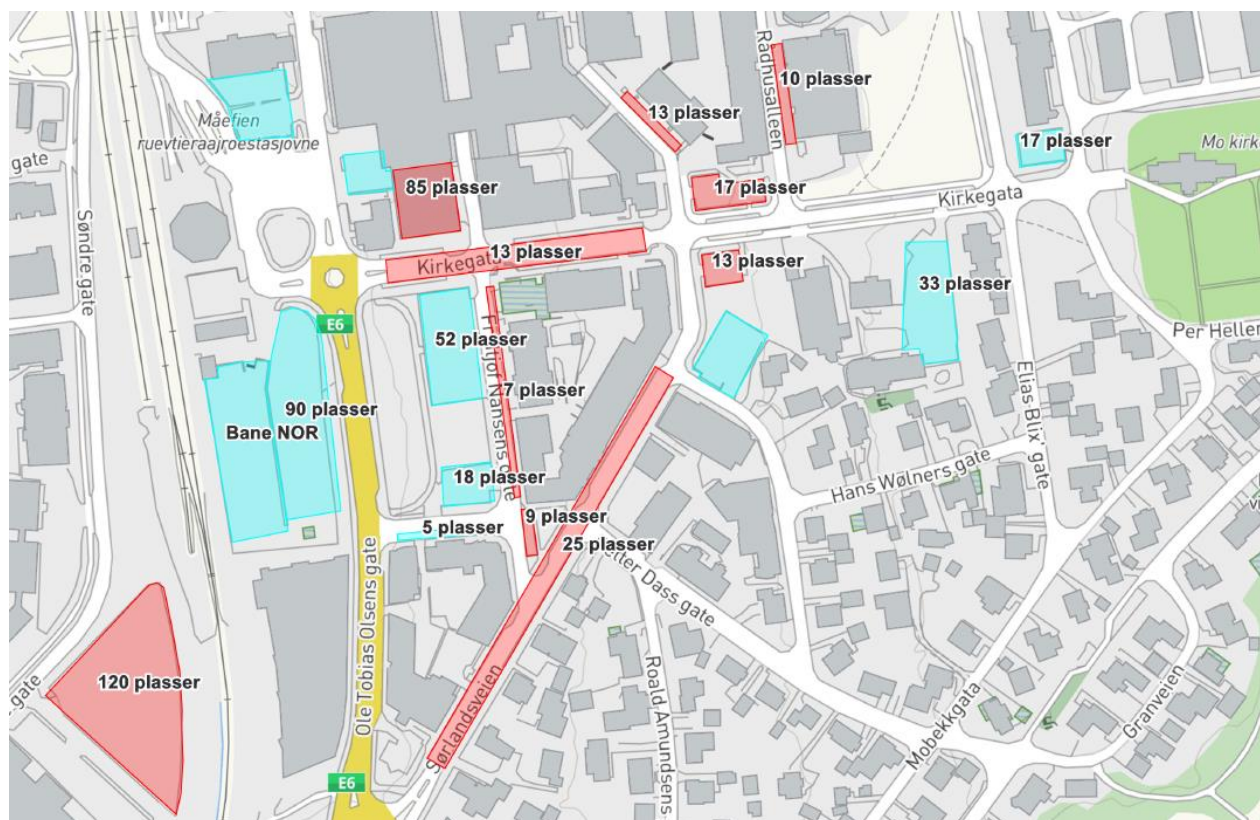 Rådhusalleen
10 plasser
13 plasser
Måefien
ruevtieraajroestasjovne
17 plasser
Mo kirk
gate
85 plasser
17 plasser
Kirkegata
Søndre gate
13 plasser
Kirkegata
13 plasser
33 plasser
E6
52 plasser
Per Heller
Fridtjof Nansens gate
7 plasser
90 plasser
Bane NOR
Elias Blix' gate
18 plasser
Hans Wølners gate
9 plasser
5 plasser
25 plasser
Petter Dass gate
Ole Tobias Olsens gate
120 plasser
gate
Sørlandsveien
Roald Amundsens
Mobekkgata
Granveien
E6